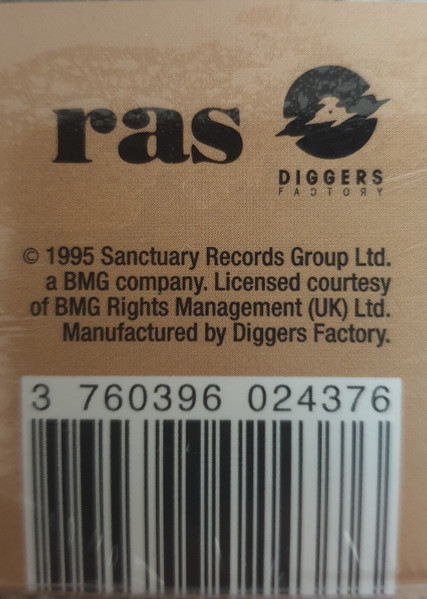 ras
DIGGERS
FACTORY
© 1995 Sanctuary Records Group Ltd.
a BMG company. Licensed courtesy
of BMG Rights Management (UK) Ltd.
Manufactured by Diggers Factory.
3 760396 024376